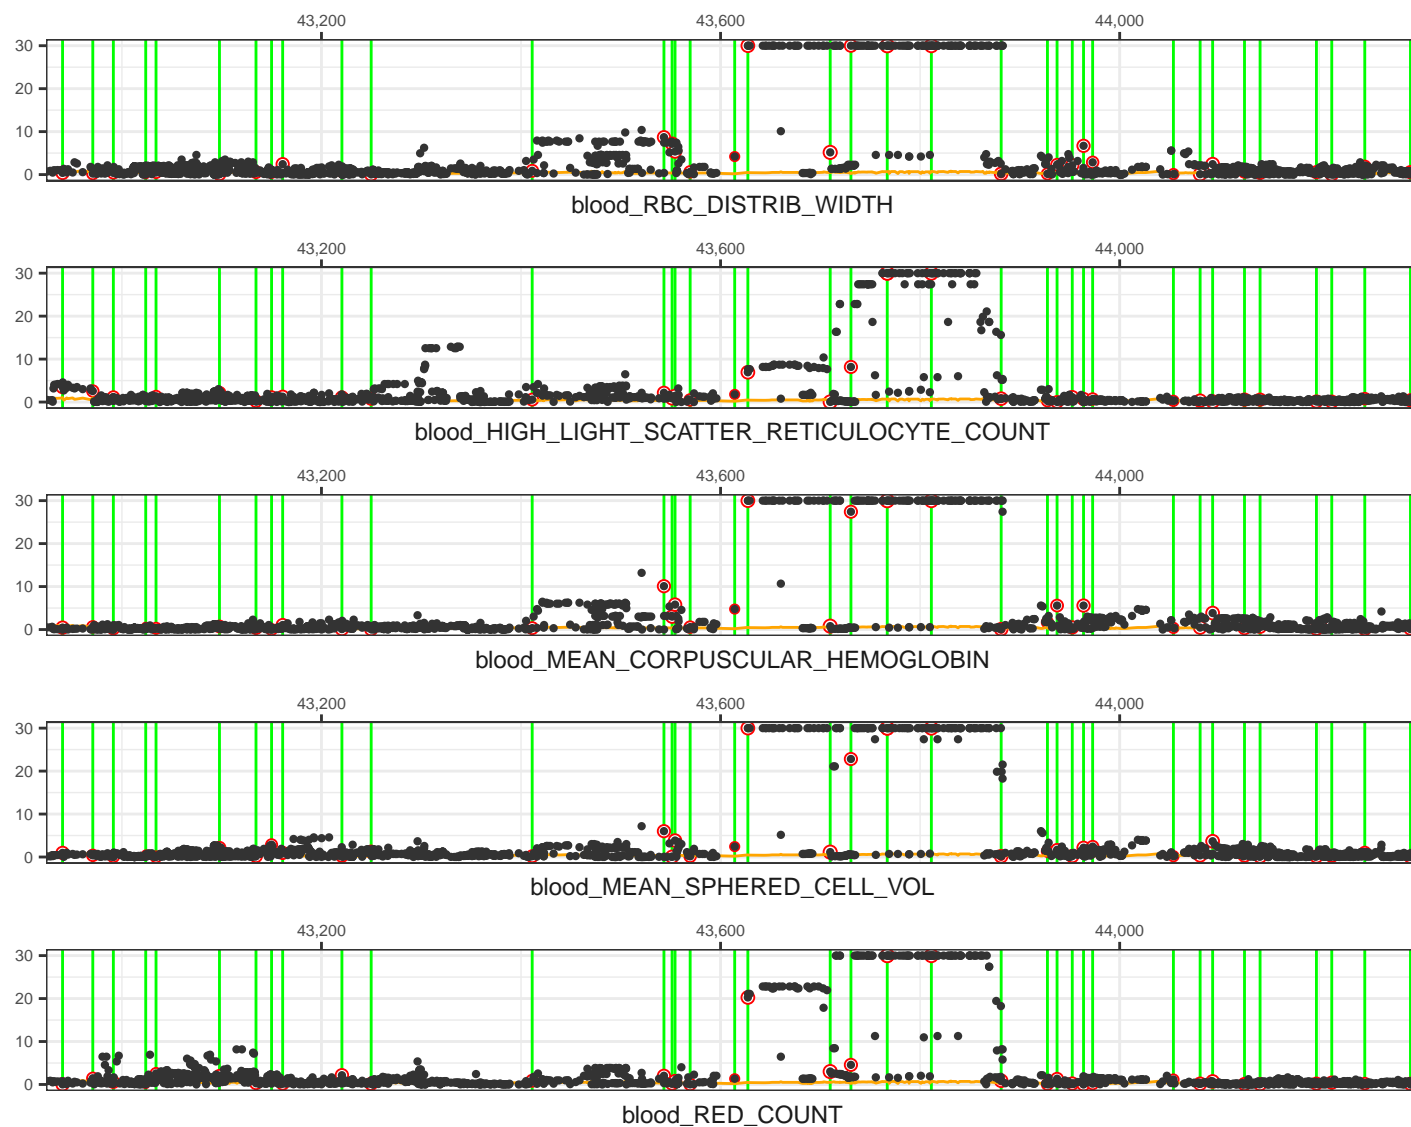 43,200 43,600 44,000
30
20
10
0
blood_RBC_DISTRIB_WIDTH
43,200 43,600 44,000
30
20
10
0
blood_HIGH_LIGHT_SCATTER_RETICULOCYTE_COUNT
43,200 43,600 44,000
30
20
10
0
blood_MEAN_CORPUSCULAR_HEMOGLOBIN
43,200 43,600 44,000
30
20
10
0
blood_MEAN_SPHERED_CELL_VOL
43,200 43,600 44,000
30
20
10
0
blood_RED_COUNT